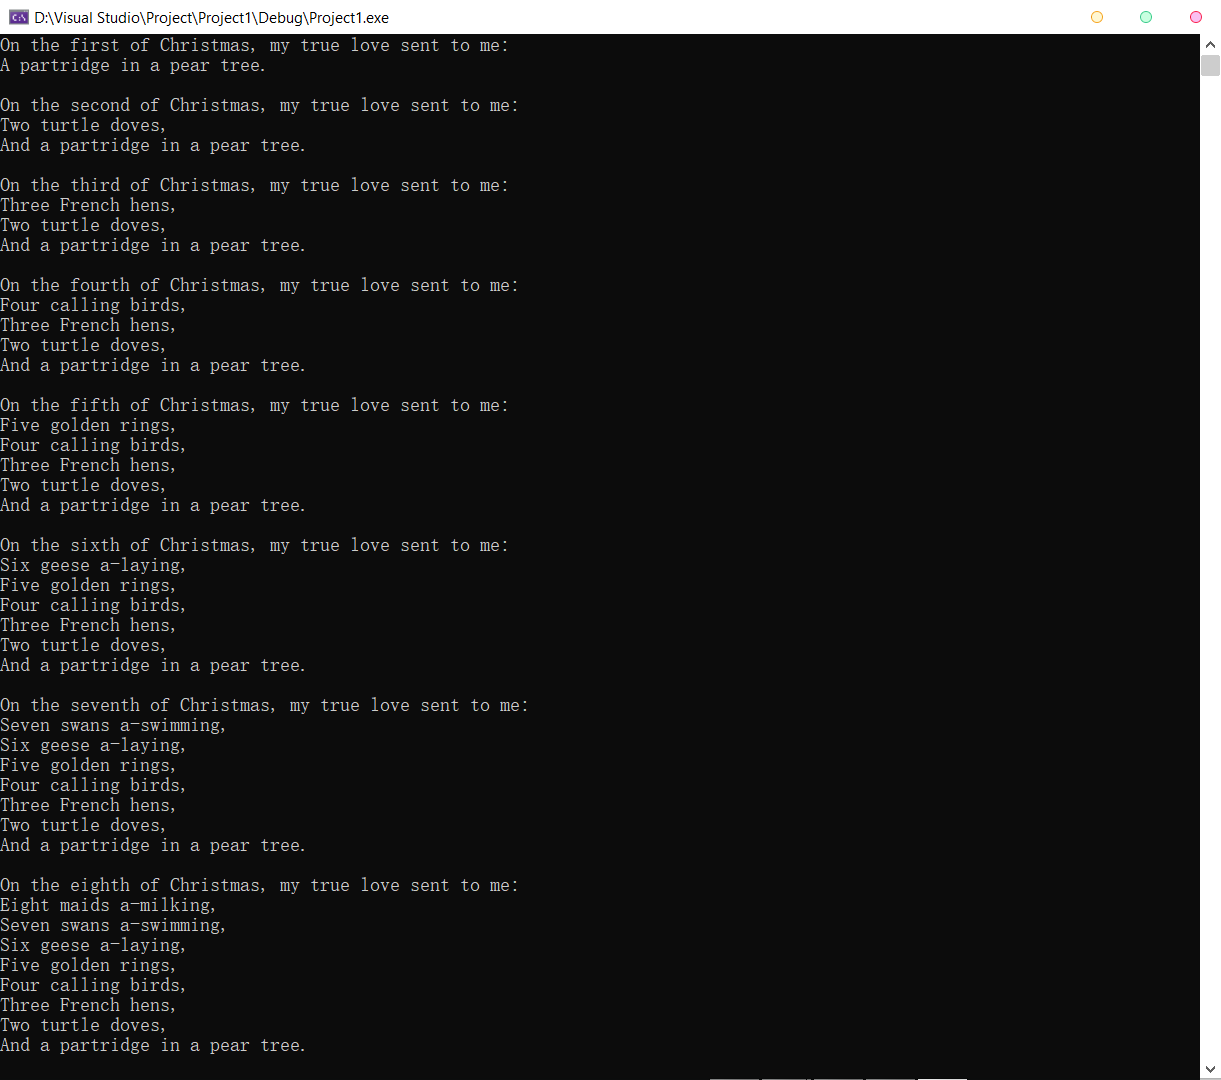 D:\Visual Studio\Project\Project1\Debug\Project1.exe
On the first of Christmas, my true love sent to me:
A partridge in a pear tree.

On the second of Christmas, my true love sent to me:
Two turtle doves,
And a partridge in a pear tree.

On the third of Christmas, my true love sent to me:
Three French hens,
Two turtle doves,
And a partridge in a pear tree.

On the fourth of Christmas, my true love sent to me:
Four calling birds,
Three French hens,
Two turtle doves,
And a partridge in a pear tree.

On the fifth of Christmas, my true love sent to me:
Five golden rings,
Four calling birds,
Three French hens,
Two turtle doves,
And a partridge in a pear tree.

On the sixth of Christmas, my true love sent to me:
Six geese a-laying,
Five golden rings,
Four calling birds,
Three French hens,
Two turtle doves,
And a partridge in a pear tree.

On the seventh of Christmas, my true love sent to me:
Seven swans a-swimming,
Six geese a-laying,
Five golden rings,
Four calling birds,
Three French hens,
Two turtle doves,
And a partridge in a pear tree.

On the eighth of Christmas, my true love sent to me:
Eight maids a-milking,
Seven swans a-swimming,
Six geese a-laying,
Five golden rings,
Four calling birds,
Three French hens,
Two turtle doves,
And a partridge in a pear tree.